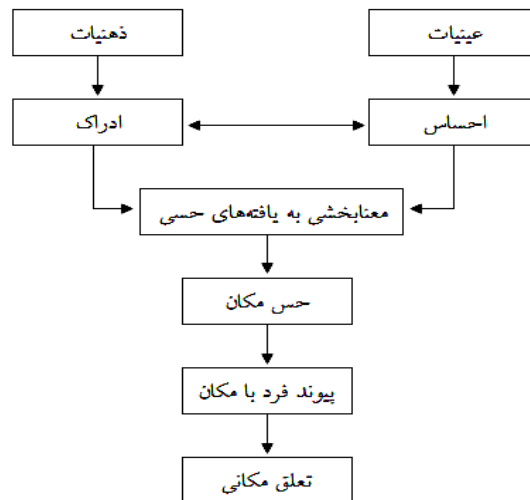 عینیات
ذهنیات
احساس
ادراک
معنابخشی به یافته‌های حسی
حس مکان
پیوند فرد با مکان
تعلق مکانی